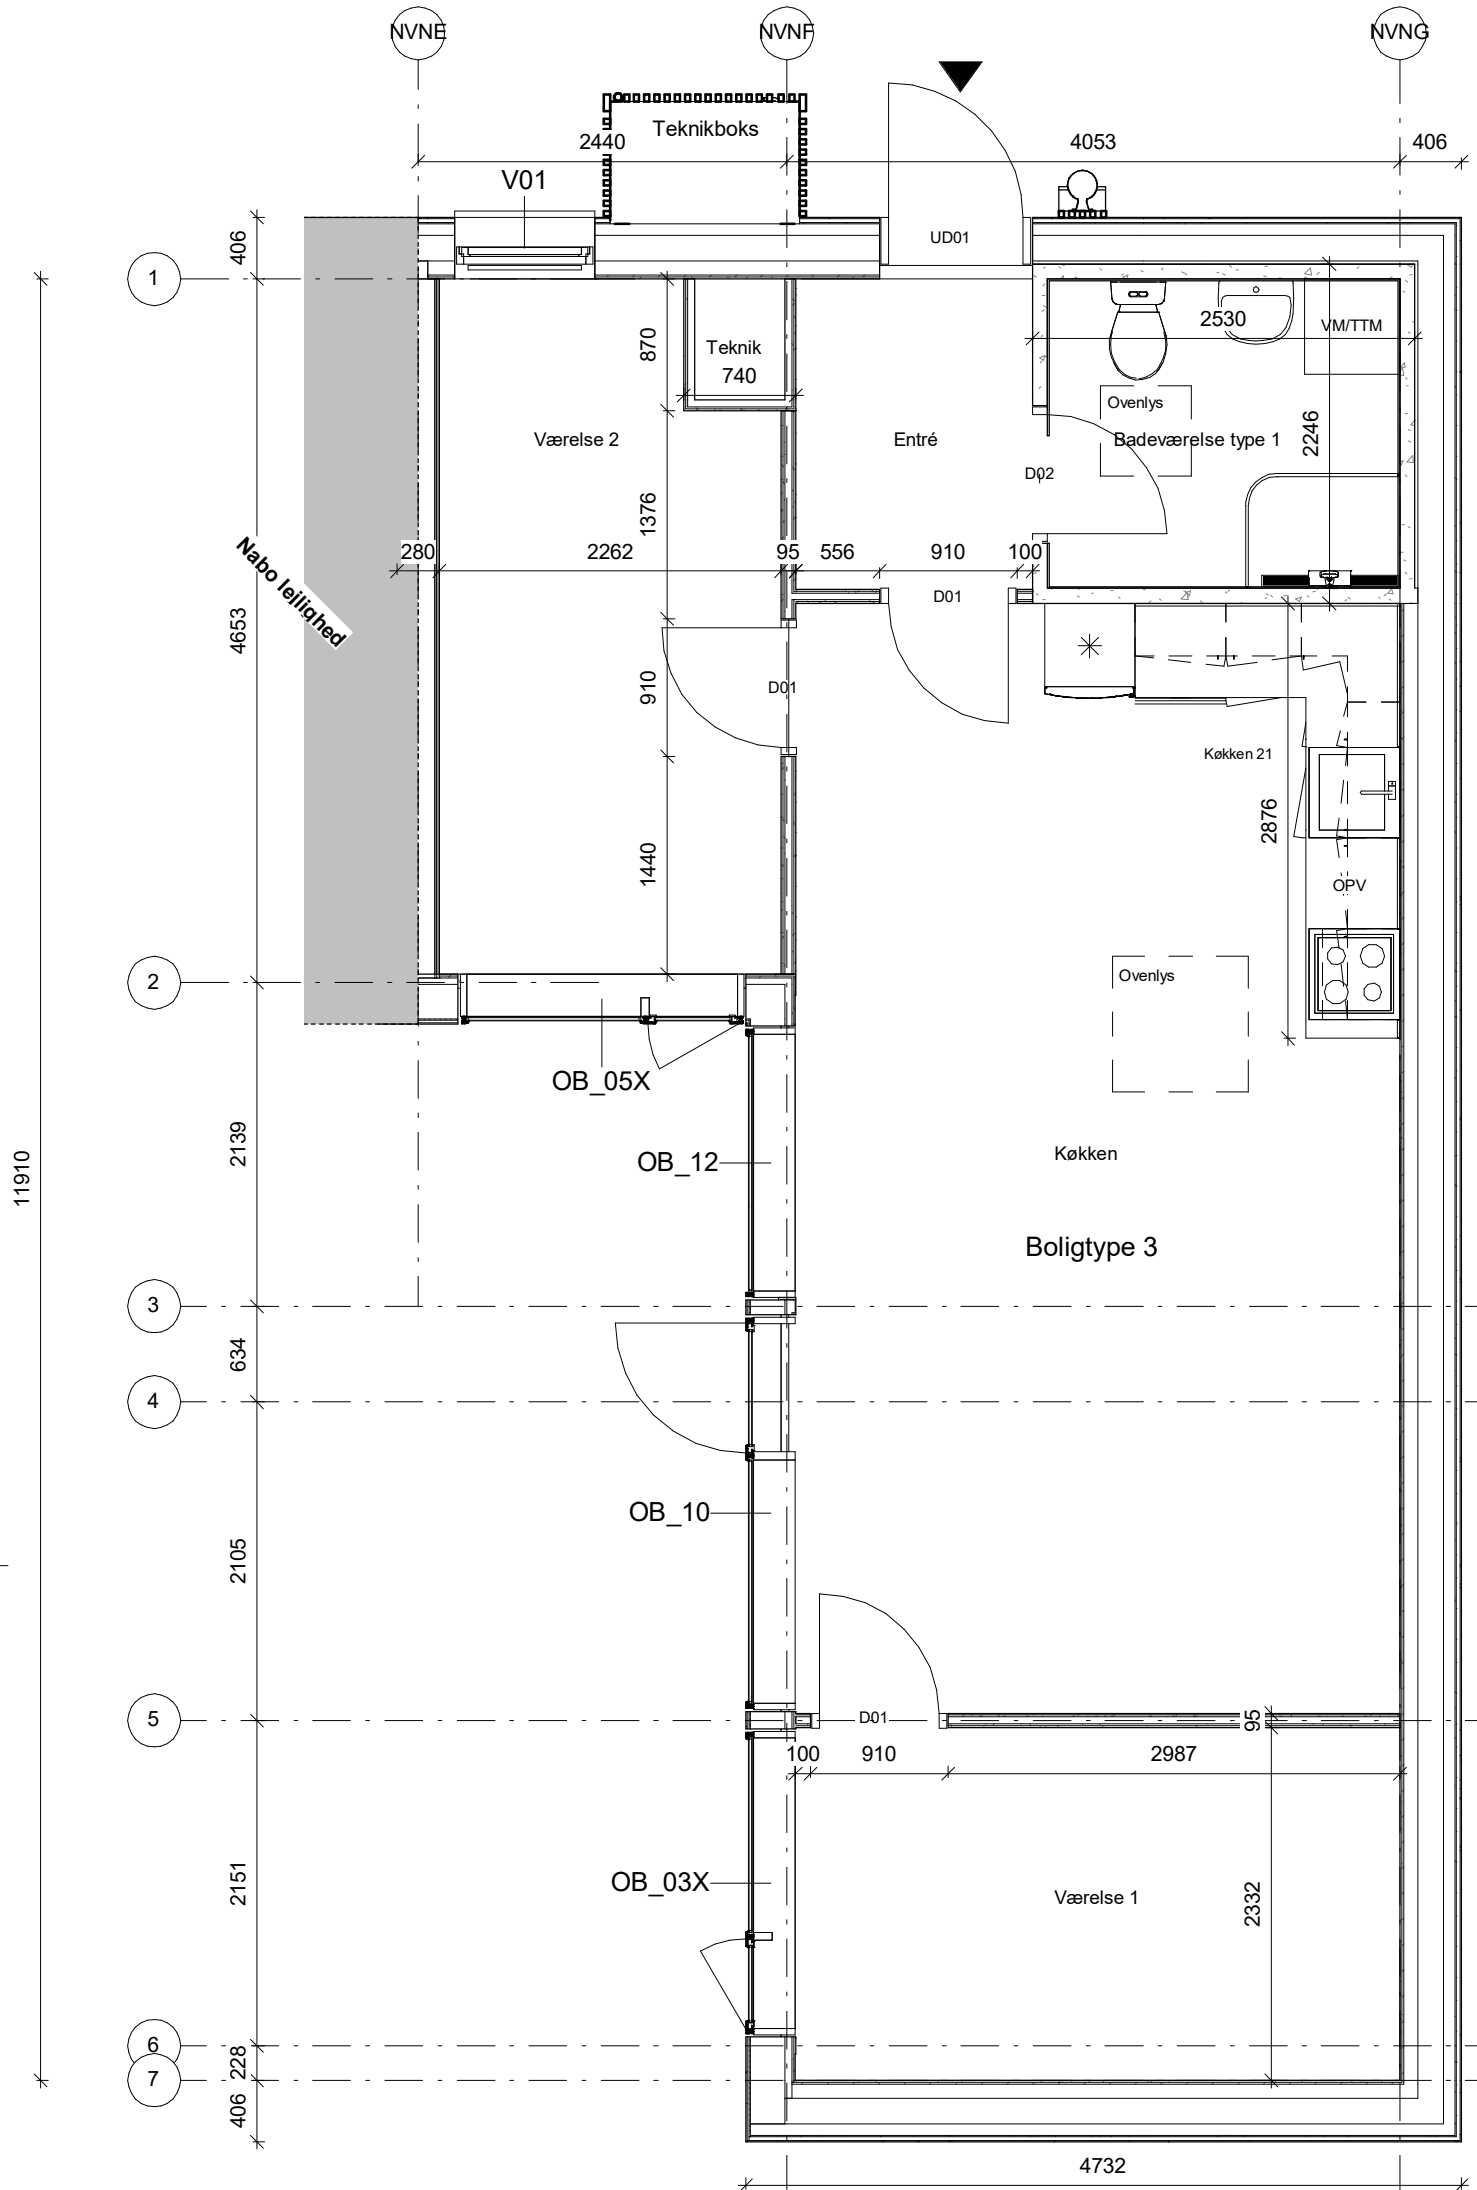 NVNE
NVNF
NVNG
Teknikboks
2440
4053
406
V01
UD01
406
1
2530
VM/TTM
870
Teknik
740
Ovenlys
Værelse 2
Entré
Badeværelse type 1
2246
D02
1376
280
2262
95
556
910
100
Nabo lejlighed
D01
4653
910
D01
Køkken 21
2876
1440
OPV
2
Ovenlys
OB_05X
2139
11910
OB_12
Køkken
Boligtype 3
3
634
4
OB_10
2105
5
D01
95
100
910
2987
2151
OB_03X
Værelse 1
2332
6
228
7
406
4732